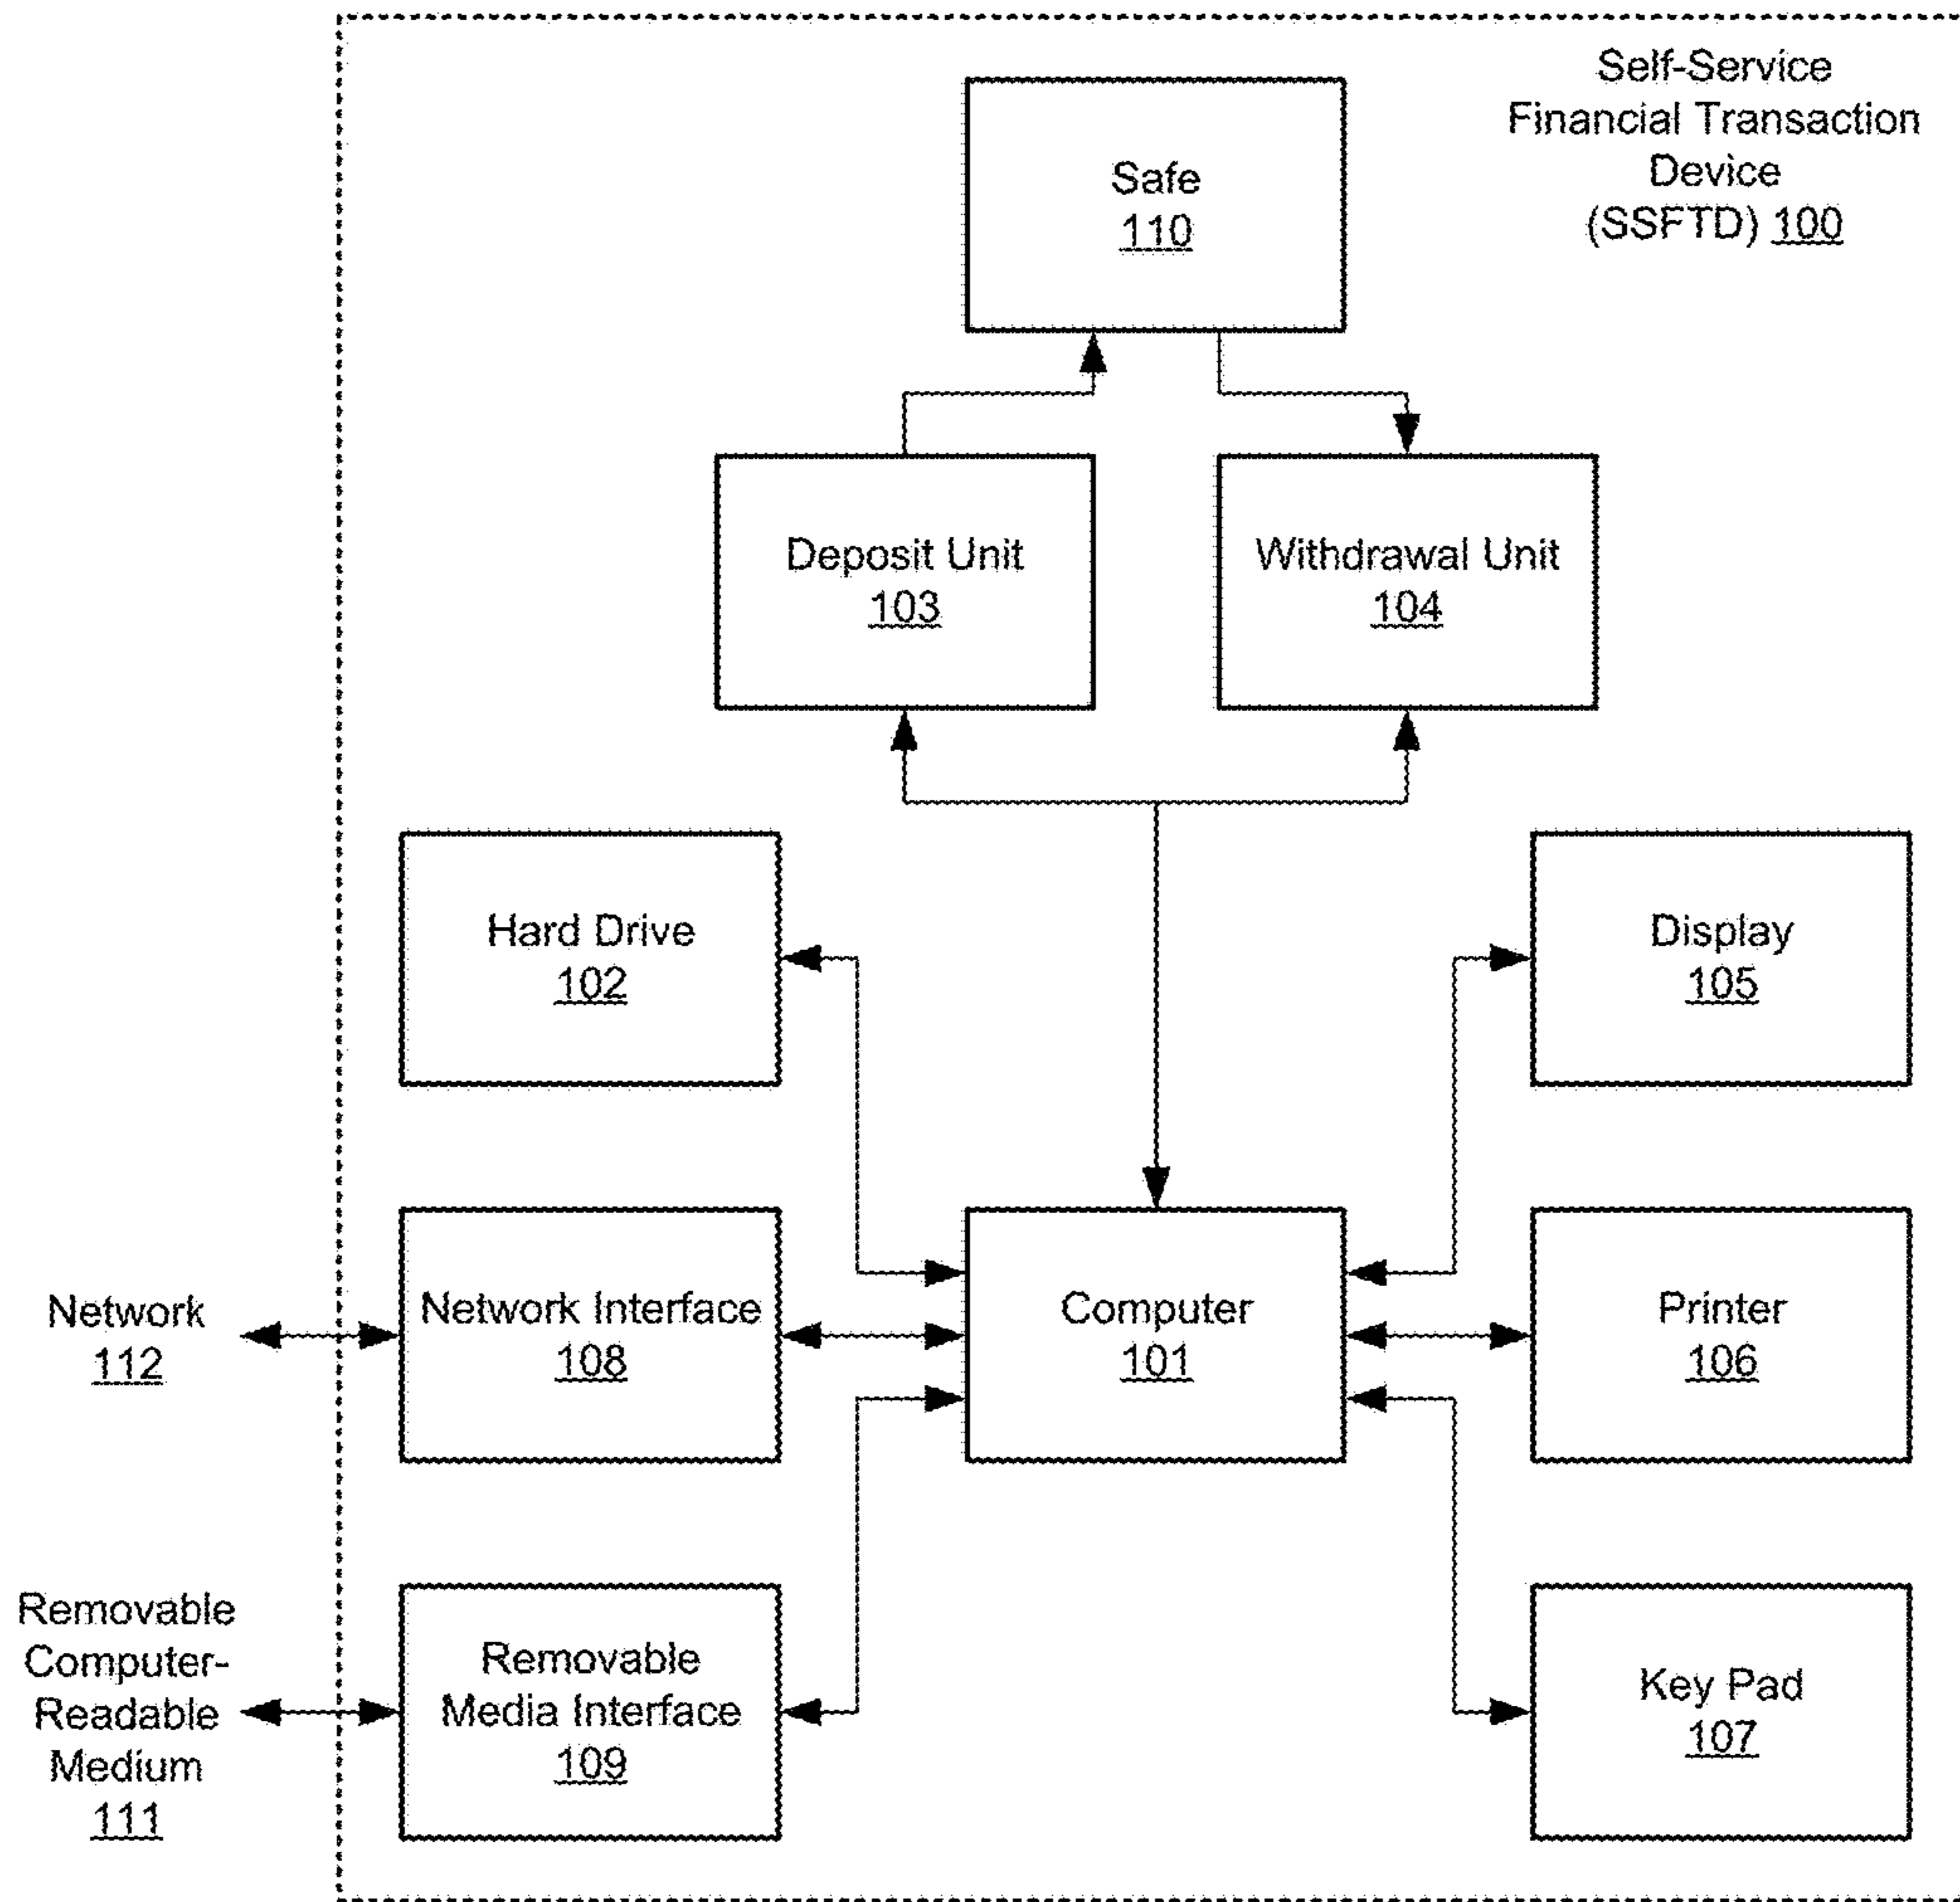 Self-Service
Financial Transaction
Device
(SSFTD) 100
Safe
110
Deposit Unit
103
Withdrawal Unit
104
Hard Drive
102
Display
105
Network
112
Network Interface
108
Computer
101
Printer
106
Removable
Computer-
Readable
Medium
111
Removable
Media Interface
109
Key Pad
107